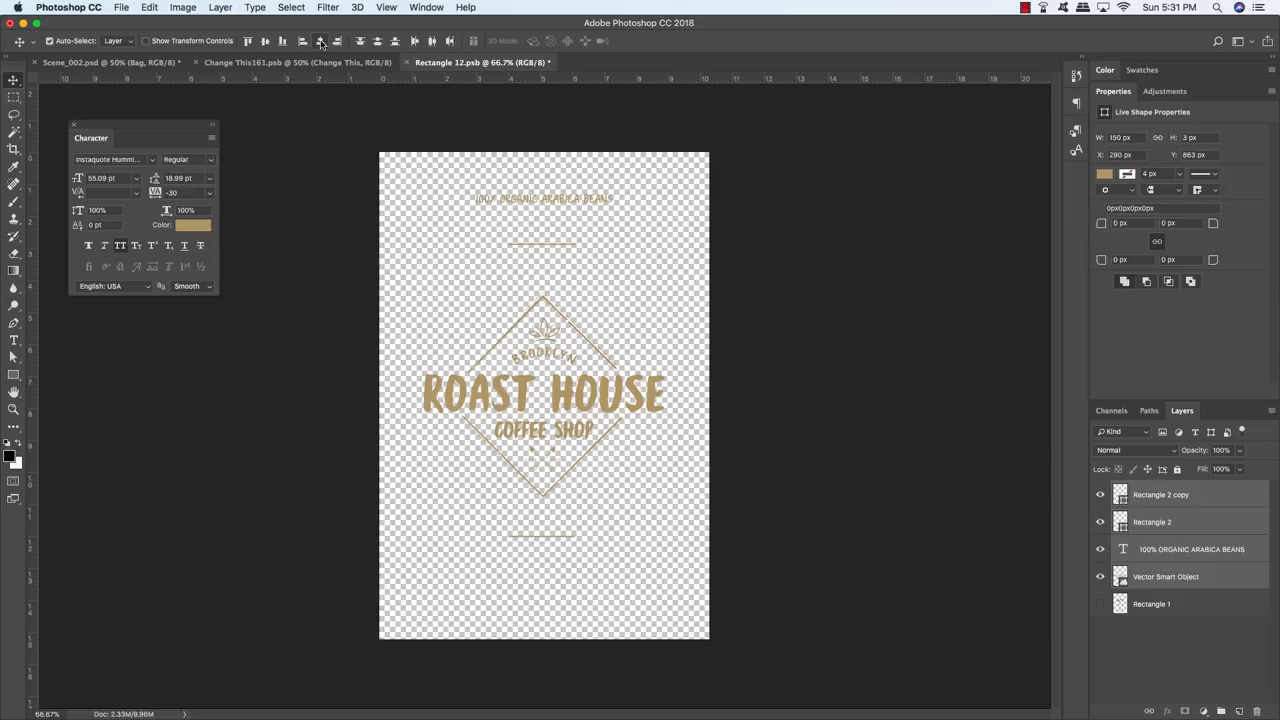 Photoshop CC File Edit Image Layer Type Select Filter 3D View Window Help Sun 5:31 PM
Adobe Photoshop CC 2018
Auto-Select: Layer Show Transform Controls 3D Mode:
Scene_002.psd @ 50% (Bag, RGB/8) * Change This161.psb @ 50% (Change This, RGB/8) Rectangle 12.psb @ 66.7% (RGB/8) *
Color Swatches
Properties Adjustments
Live Shape Properties
W: 150 px H: 3 px
X: 290 px Y: 863 px
4 px
0px0px0px0px
0 px 0 px
0 px 0 px
Character
Instaquote Hummi... Regular
55.09 pt 18.99 pt
-30
100% 100%
0 pt Color:
English: USA Smooth
100% ORGANIC ARABICA BEANS
BROOKLYN
ROAST HOUSE
COFFEE SHOP
Channels Paths Layers
Kind
Normal Opacity: 100%
Lock: Fill: 100%
Rectangle 2 copy
Rectangle 2
100% ORGANIC ARABICA BEANS
Vector Smart Object
Rectangle 1
66.67% Doc: 2.33M/9.96M